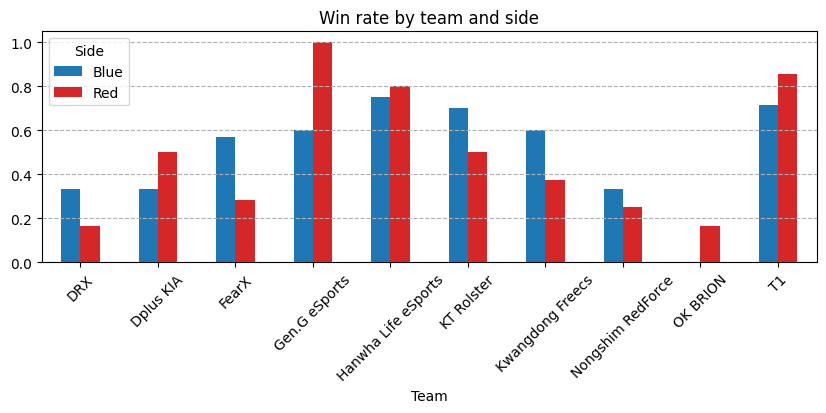 Win rate by team and side
Side
Blue
Red
1.0
0.8
0.6
0.4
0.2
0.0
DRX
Dplus KIA
FearX
Gen.G eSports
Hanwha Life eSports
KT Rolster
Kwangdong Freecs
Nongshim RedForce
OK BRION
T1
Team